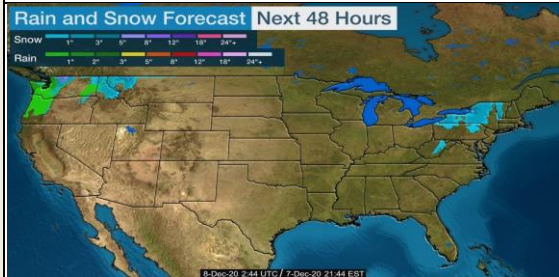 Rain and Snow Forecast Next 48 Hours
Snow 1" 2" 3" 5" 8" 12" 18" 24"+
Rain 1" 2" 3" 5" 8" 12" 18" 24"+
8-Dec-20 2:44 UTC / 7-Dec-20 21:44 EST